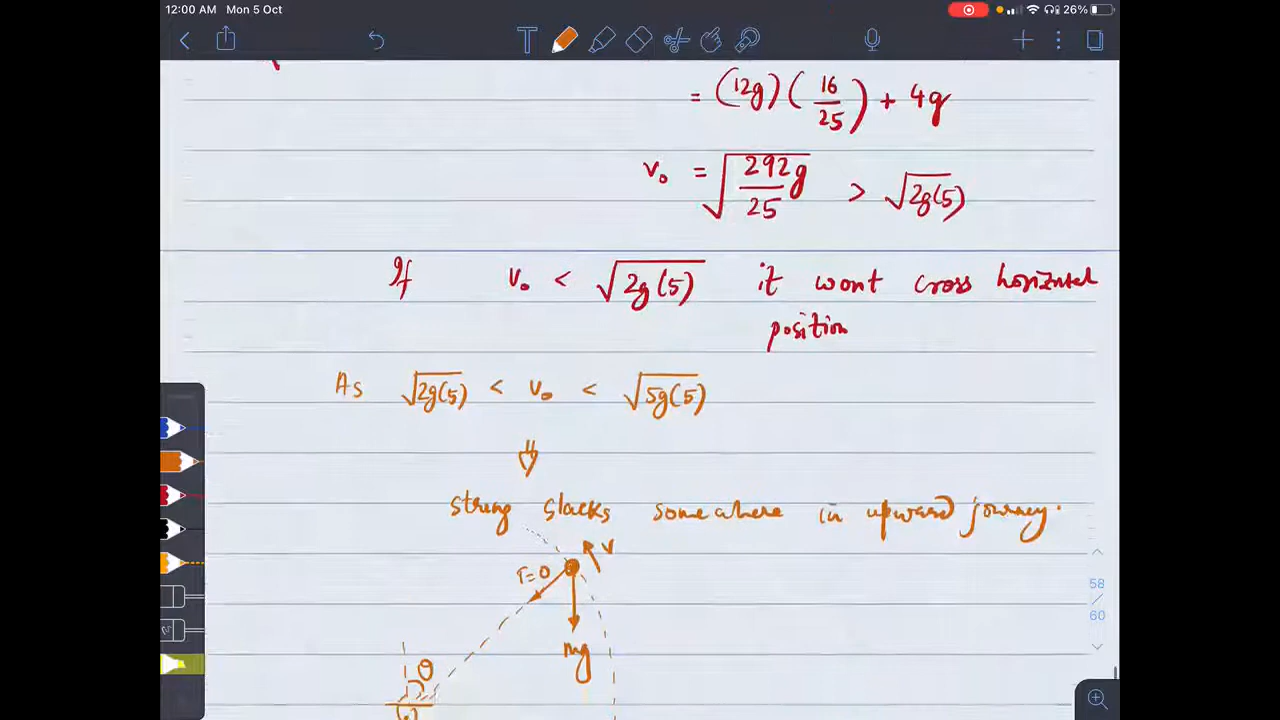 12:00 AM Mon 5 Oct 26%
T
= (12g) (16/25) + 4g
v₀ = √(292g/25) > √2g(5)
If v₀ < √2g(5) it wont cross horizontal
position
As √2g(5) < v₀ < √5g(5)
⇓
string slacks somewhere in upward journey.
v
T=0
58
/
60
mg
θ